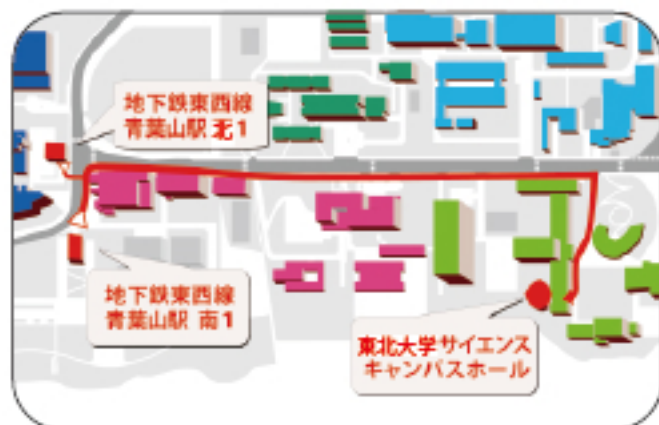 地下鉄東西線
青葉山駅 北1
地下鉄東西線
青葉山駅 南1
東北大学サイエンス
キャンパスホール